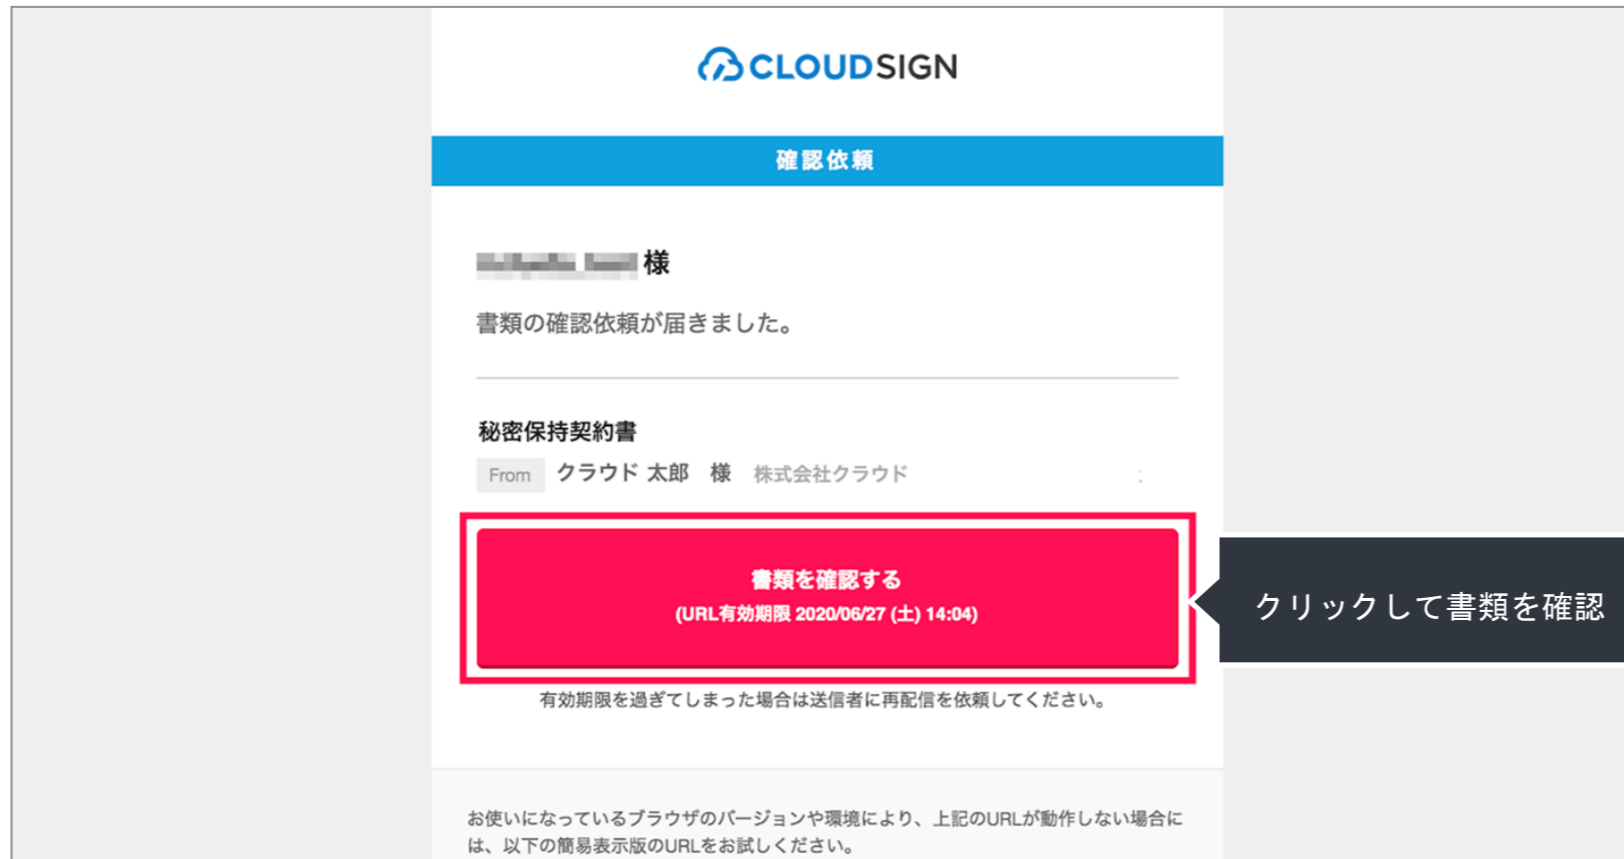 CLOUDSIGN
確認依頼
様
書類の確認依頼が届きました。
秘密保持契約書
From クラウド 太郎 様 株式会社クラウド :
書類を確認する
(URL有効期限 2020/06/27 (土) 14:04)
クリックして書類を確認
有効期限を過ぎてしまった場合は送信者に再配信を依頼してください。
お使いになっているブラウザのバージョンや環境により、上記のURLが動作しない場合に
は、以下の簡易表示版のURLをお試しください。